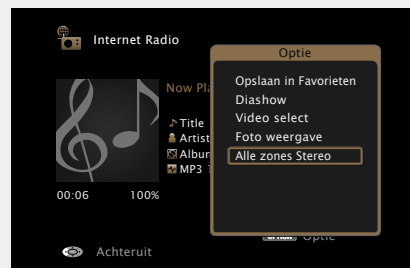 Internet Radio
Optie
Opslaan in Favorieten
Diashow
Video select
Foto weergave
Alle zones Stereo
Now Pla
Title
Artist
Album
MP3
00:06 100%
Achteruit
Optie